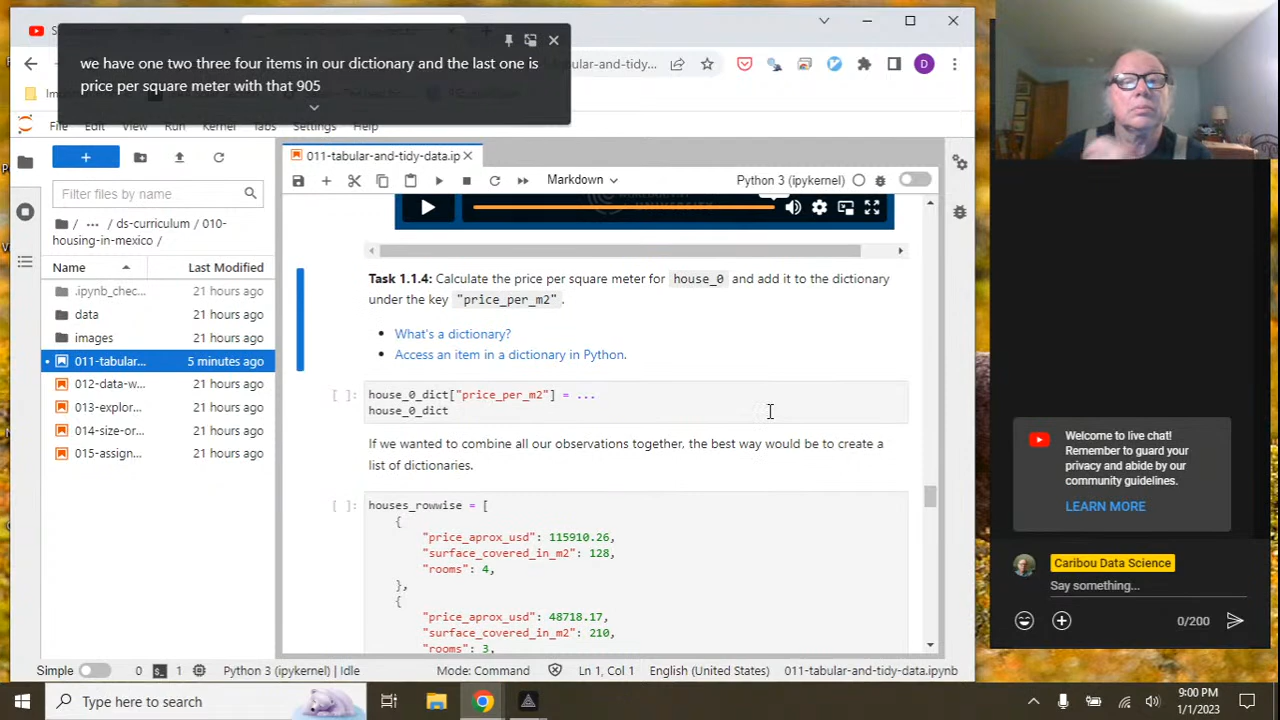 we have one two three four items in our dictionary and the last one is
price per square meter with that 905
File Edit View Run Kernel Tabs Settings Help
011-tabular-and-tidy-data.ip
Filter files by name
/ ... / ds-curriculum / 010-
housing-in-mexico /
Name Last Modified
.ipynb_chec... 21 hours ago
data 21 hours ago
images 21 hours ago
011-tabular... 5 minutes ago
012-data-w... 21 hours ago
013-explor... 21 hours ago
014-size-or... 21 hours ago
015-assign... 21 hours ago
Markdown
Python 3 (ipykernel)
Task 1.1.4: Calculate the price per square meter for house_0 and add it to the dictionary
under the key "price_per_m2".
What's a dictionary?
Access an item in a dictionary in Python.
[ ]: house_0_dict["price_per_m2"] = ...
house_0_dict
If we wanted to combine all our observations together, the best way would be to create a
list of dictionaries.
[ ]: houses_rowwise = [
{
"price_aprox_usd": 115910.26,
"surface_covered_in_m2": 128,
"rooms": 4,
},
{
"price_aprox_usd": 48718.17,
"surface_covered_in_m2": 210,
"rooms": 3,
Simple 0 1 Python 3 (ipykernel) | Idle Mode: Command Ln 1, Col 1 English (United States) 011-tabular-and-tidy-data.ipynb
Welcome to live chat!
Remember to guard your
privacy and abide by our
community guidelines.
LEARN MORE
Caribou Data Science
Say something...
0/200
Type here to search
9:00 PM
1/1/2023